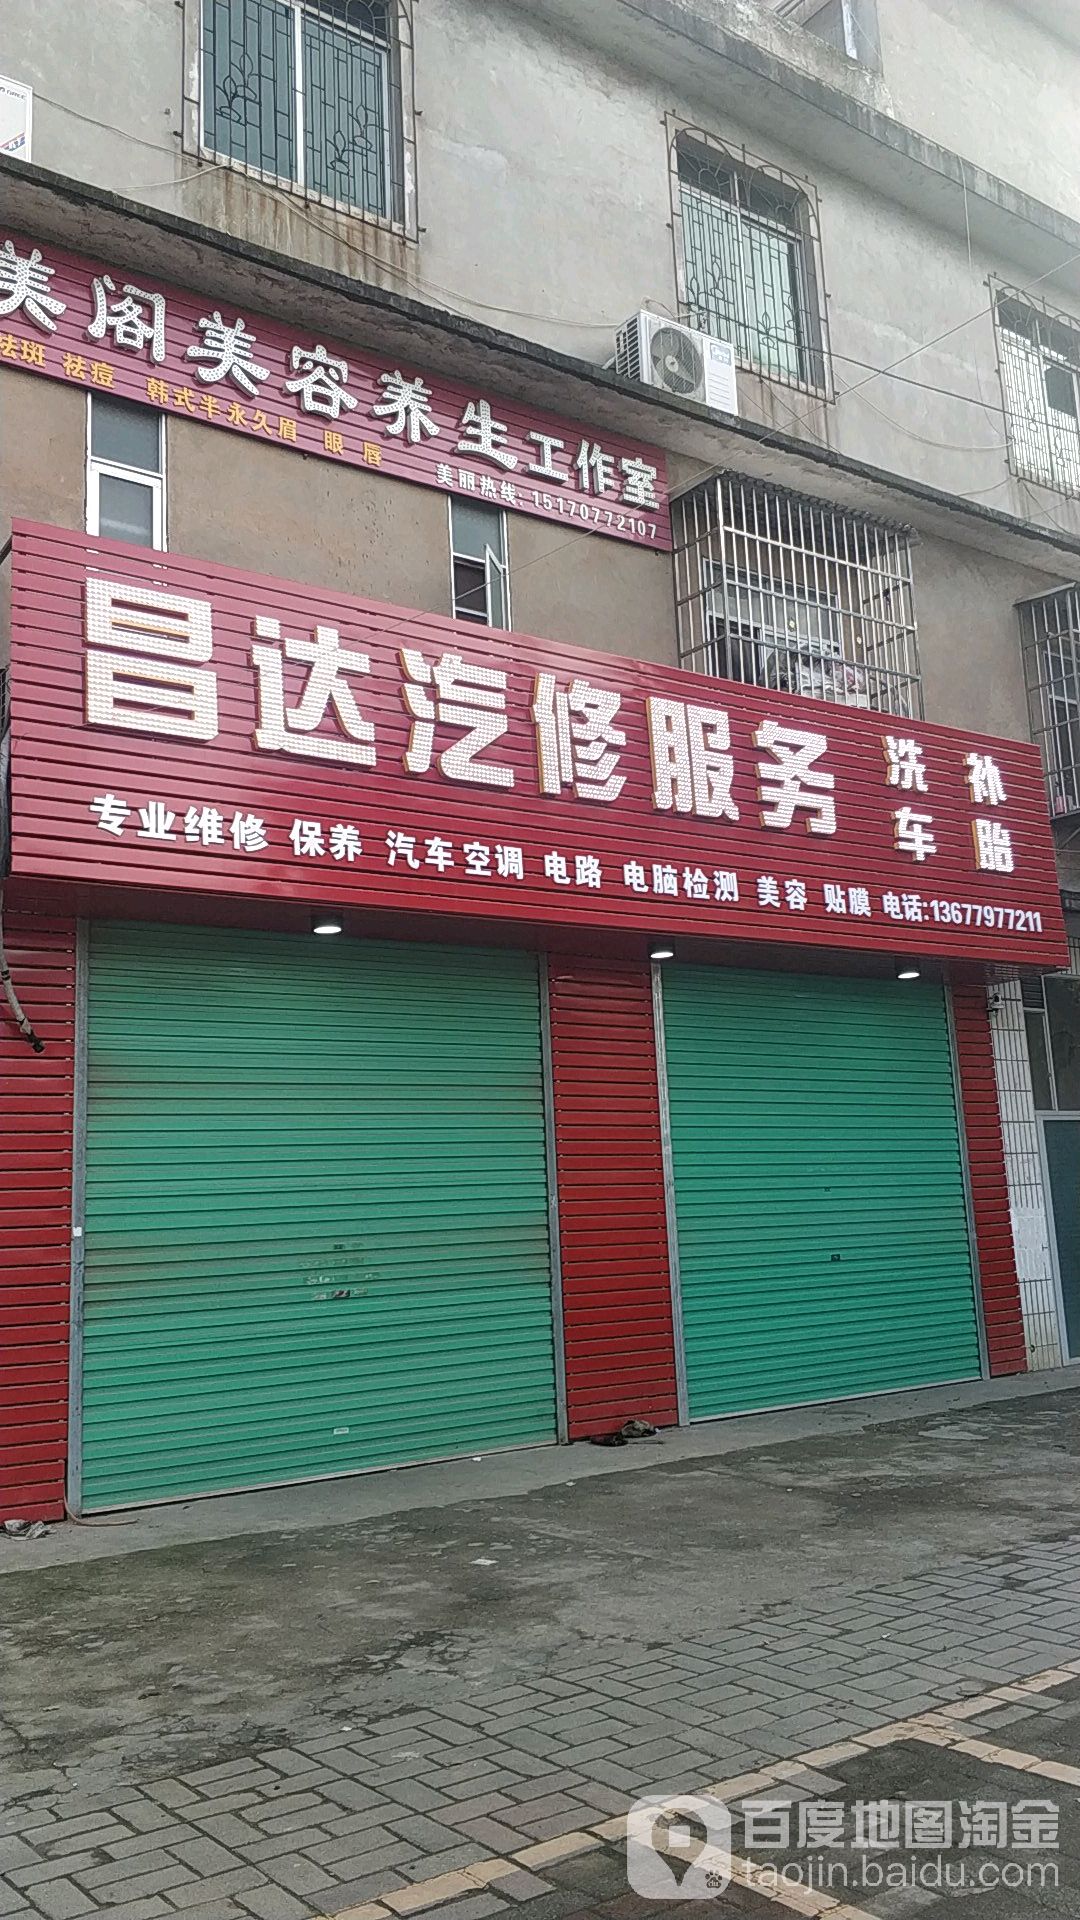 美阁美容养生工作室
祛斑 祛痘 韩式半永久眉 眼 唇
美丽热线:15170772107
昌达汽修服务
洗车
补胎
专业维修 保养 汽车空调 电路 电脑检测 美容 贴膜 电话:13677977211
百度地图淘金
taojin.baidu.com